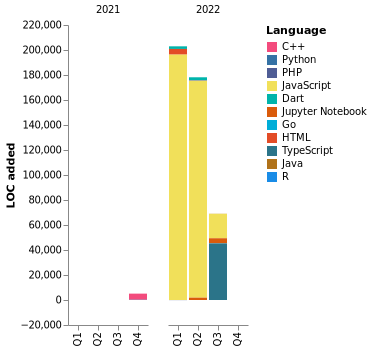 2021 2022
Language
C++
Python
PHP
JavaScript
Dart
Jupyter Notebook
Go
HTML
TypeScript
Java
R
LOC added
220,000
200,000
180,000
160,000
140,000
120,000
100,000
80,000
60,000
40,000
20,000
0
−20,000
Q1 Q2 Q3 Q4 Q1 Q2 Q3 Q4